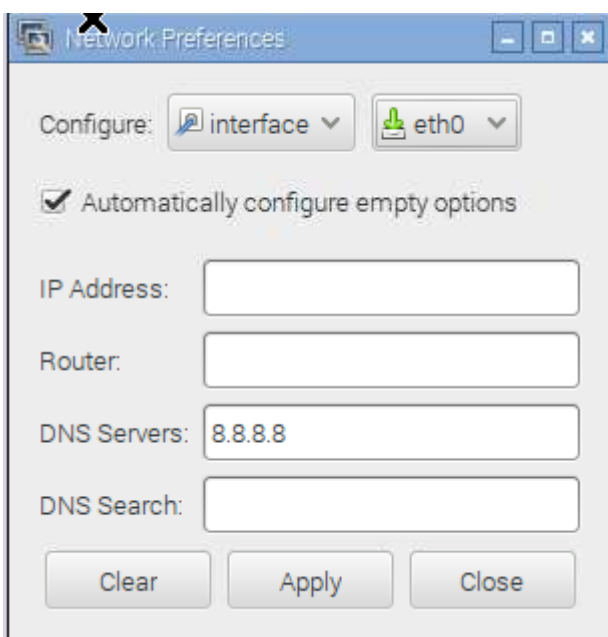 Network Preferences
Configure: interface eth0
Automatically configure empty options
IP Address:
Router:
DNS Servers: 8.8.8.8
DNS Search:
Clear Apply Close